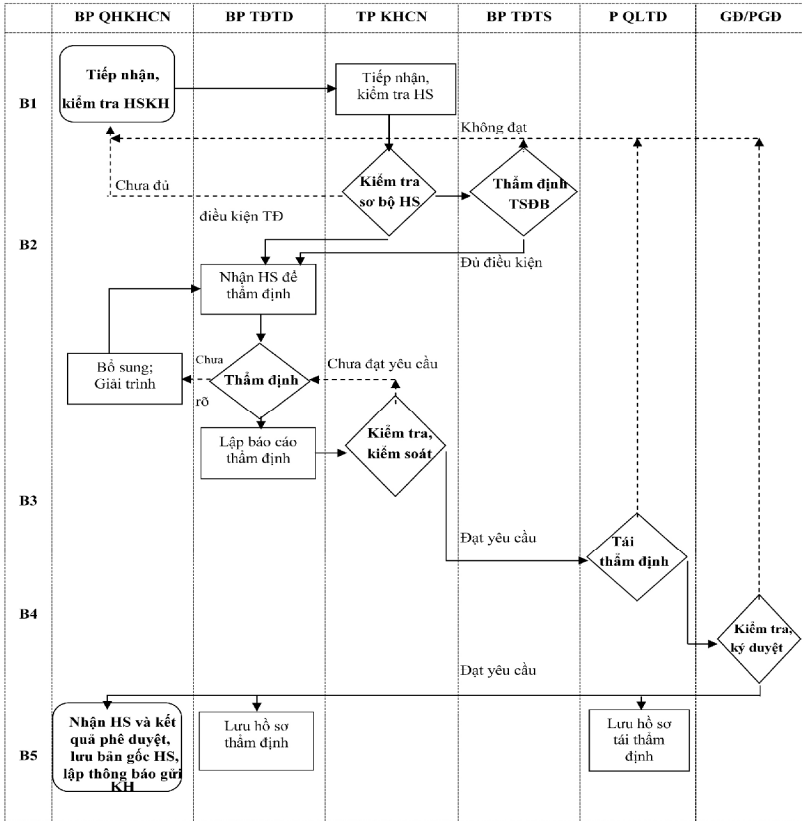 BP QHKHCN
BP TĐTD
TP KHCN
BP TĐTS
P QLTD
GĐ/PGĐ
B1
Tiếp nhận,
kiểm tra HSKH
Tiếp nhận,
kiểm tra HS
Không đạt
Chưa đủ
Kiểm tra
sơ bộ HS
Thẩm định
TSĐB
B2
điều kiện TĐ
Đủ điều kiện
Nhận HS để
thẩm định
Bổ sung;
Giải trình
Chưa
rõ
Thẩm định
Chưa đạt yêu cầu
Lập báo cáo
thẩm định
Kiểm tra,
kiểm soát
B3
Đạt yêu cầu
Tái
thẩm định
B4
Kiểm tra,
ký duyệt
Đạt yêu cầu
B5
Nhận HS và kết
quả phê duyệt,
lưu bản gốc HS,
lập thông báo gửi
KH
Lưu hồ sơ
thẩm định
Lưu hồ sơ
tái thẩm
định